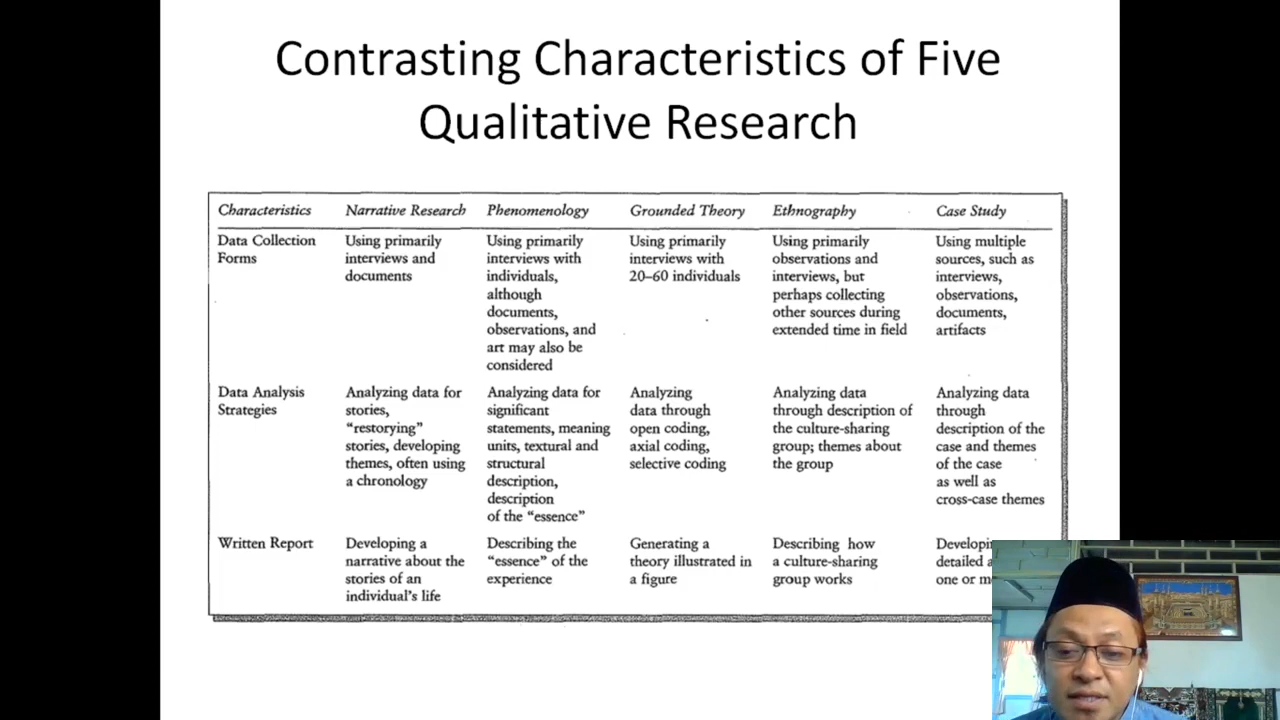 Contrasting Characteristics of Five
Qualitative Research
Characteristics
Narrative Research
Phenomenology
Grounded Theory
Ethnography
Case Study
Data Collection
Forms
Using primarily
interviews and
documents
Using primarily
interviews with
individuals,
although
documents,
observations, and
art may also be
considered
Using primarily
interviews with
20–60 individuals
Using primarily
observations and
interviews, but
perhaps collecting
other sources during
extended time in field
Using multiple
sources, such as
interviews,
observations,
documents,
artifacts
Data Analysis
Strategies
Analyzing data for
stories,
“restorying”
stories, developing
themes, often using
a chronology
Analyzing data for
significant
statements, meaning
units, textural and
structural
description,
description
of the “essence”
Analyzing
data through
open coding,
axial coding,
selective coding
Analyzing data
through description of
the culture-sharing
group; themes about
the group
Analyzing data
through
description of the
case and themes
of the case
as well as
cross-case themes
Written Report
Developing a
narrative about the
stories of an
individual’s life
Describing the
“essence” of the
experience
Generating a
theory illustrated in
a figure
Describing how
a culture-sharing
group works
detailed
one or